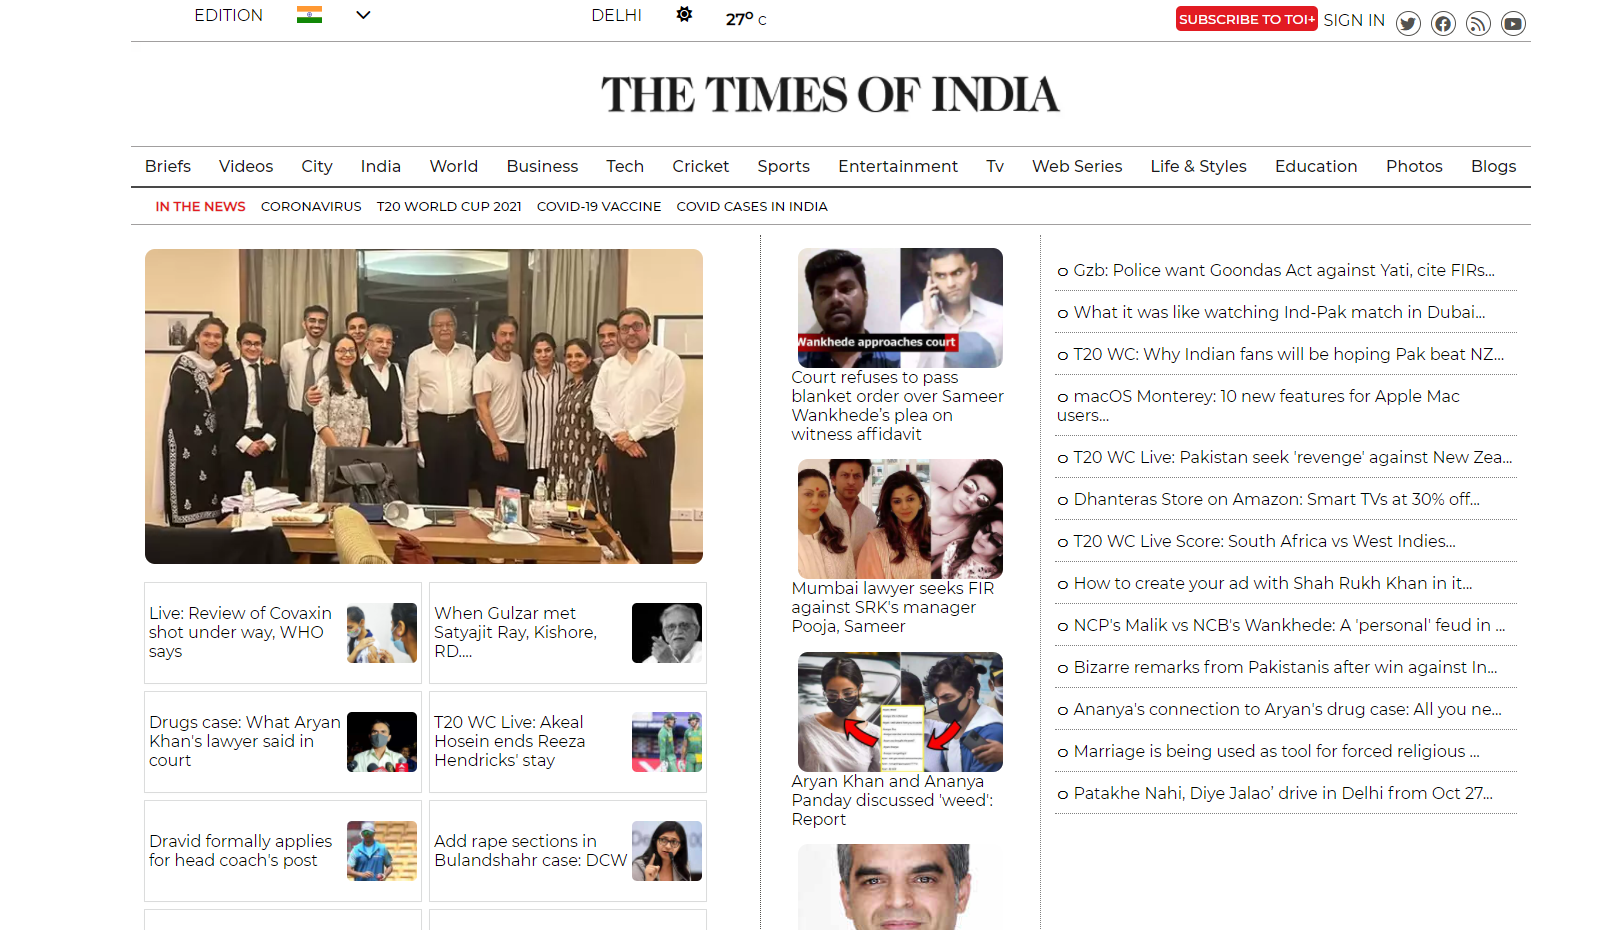 EDITION
DELHI
27° C
SUBSCRIBE TO TOI+ SIGN IN
THE TIMES OF INDIA
Briefs Videos City India World Business Tech Cricket Sports Entertainment Tv Web Series Life & Styles Education Photos Blogs
IN THE NEWS CORONAVIRUS T20 WORLD CUP 2021 COVID-19 VACCINE COVID CASES IN INDIA
Live: Review of Covaxin
shot under way, WHO
says
When Gulzar met
Satyajit Ray, Kishore,
RD....
Drugs case: What Aryan
Khan's lawyer said in
court
T20 WC Live: Akeal
Hosein ends Reeza
Hendricks' stay
Dravid formally applies
for head coach's post
Add rape sections in
Bulandshahr case: DCW
Wankhede approaches court
Court refuses to pass
blanket order over Sameer
Wankhede’s plea on
witness affidavit
Mumbai lawyer seeks FIR
against SRK's manager
Pooja, Sameer
Aryan Khan and Ananya
Panday discussed 'weed':
Report
Gzb: Police want Goondas Act against Yati, cite FIRs...
What it was like watching Ind-Pak match in Dubai...
T20 WC: Why Indian fans will be hoping Pak beat NZ...
macOS Monterey: 10 new features for Apple Mac
users...
T20 WC Live: Pakistan seek 'revenge' against New Zea...
Dhanteras Store on Amazon: Smart TVs at 30% off...
T20 WC Live Score: South Africa vs West Indies...
How to create your ad with Shah Rukh Khan in it...
NCP's Malik vs NCB's Wankhede: A 'personal' feud in ...
Bizarre remarks from Pakistanis after win against In...
Ananya's connection to Aryan's drug case: All you ne...
Marriage is being used as tool for forced religious ...
Patakhe Nahi, Diye Jalao’ drive in Delhi from Oct 27...